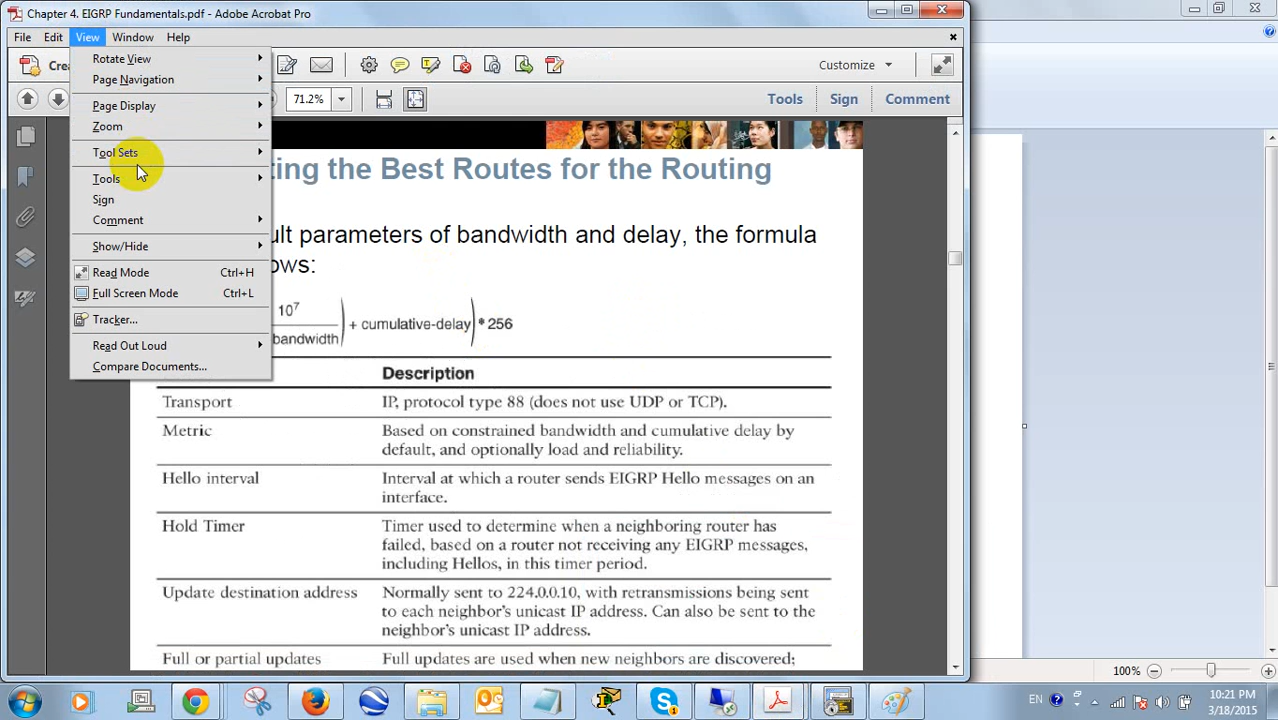 Chapter 4. EIGRP Fundamentals.pdf - Adobe Acrobat Pro
File Edit View Window Help
Customize
71.2%
Tools Sign Comment
Rotate View
Page Navigation
Page Display
Zoom
Tool Sets
Tools
Sign
Comment
Show/Hide
Read Mode Ctrl+H
Full Screen Mode Ctrl+L
Tracker...
Read Out Loud
Compare Documents...
ting the Best Routes for the Routing
ult parameters of bandwidth and delay, the formula
ows:
10⁷
bandwidth ) + cumulative-delay) * 256
Description
Transport IP, protocol type 88 (does not use UDP or TCP).
Metric Based on constrained bandwidth and cumulative delay by
default, and optionally load and reliability.
Hello interval Interval at which a router sends EIGRP Hello messages on an
interface.
Hold Timer Timer used to determine when a neighboring router has
failed, based on a router not receiving any EIGRP messages,
including Hellos, in this timer period.
Update destination address Normally sent to 224.0.0.10, with retransmissions being sent
to each neighbor's unicast IP address. Can also be sent to the
neighbor's unicast IP address.
Full or partial updates Full updates are used when new neighbors are discovered;
100%
EN
10:21 PM
3/18/2015